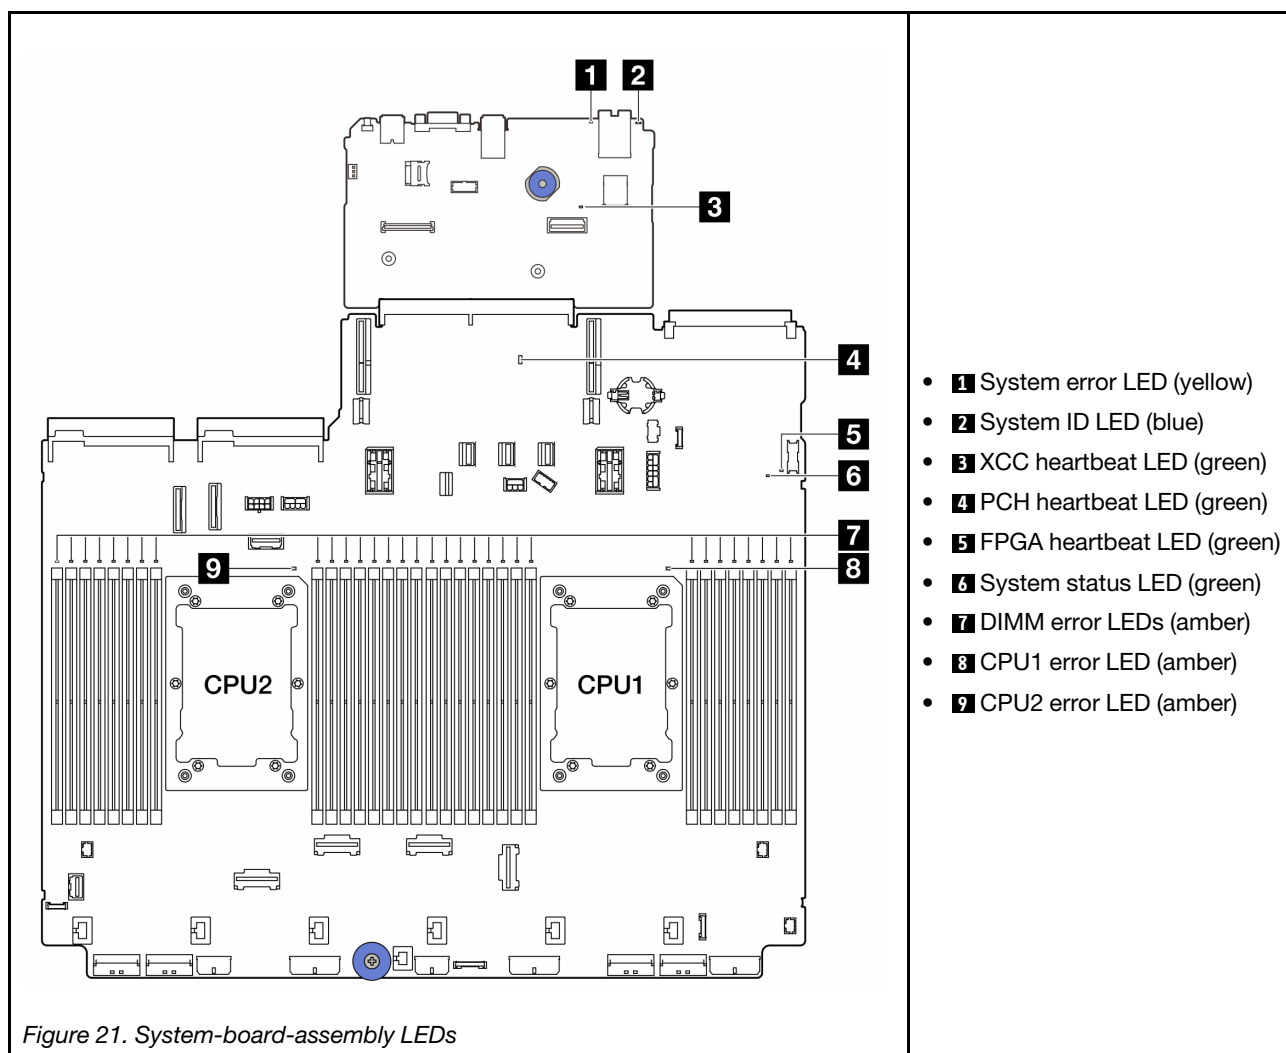 1 2
3
4
5
6
7
9 8
CPU2 CPU1
Figure 21. System-board-assembly LEDs
• 1 System error LED (yellow)
• 2 System ID LED (blue)
• 3 XCC heartbeat LED (green)
• 4 PCH heartbeat LED (green)
• 5 FPGA heartbeat LED (green)
• 6 System status LED (green)
• 7 DIMM error LEDs (amber)
• 8 CPU1 error LED (amber)
• 9 CPU2 error LED (amber)